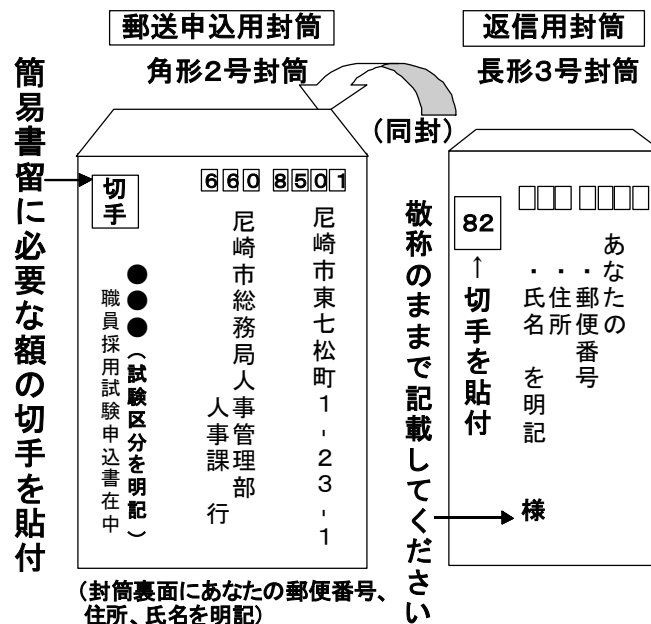 郵送申込用封筒
角形2号封筒
簡易書留に必要な額の切手を貼付
切手
660 8501
尼崎市東七松町1-23-1
尼崎市総務局人事管理部
人事課 行
●●●(試験区分を明記)
職員採用試験申込書在中
(封筒裏面にあなたの郵便番号、
住所、氏名を明記)
返信用封筒
長形3号封筒
(同封)
敬称のままで記載してください
82
↑切手を貼付
あなたの
・郵便番号
・住所
・氏名 を明記
様